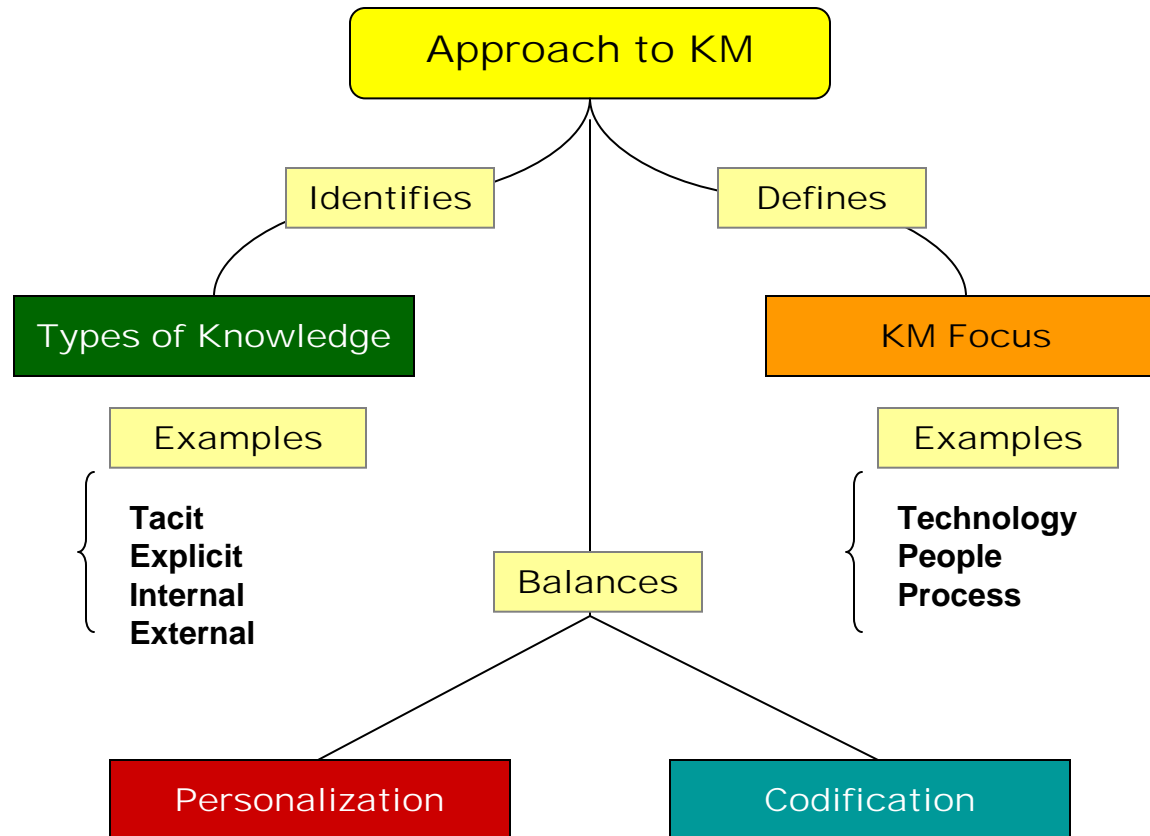 Approach to KM
Identifies
Defines
Types of Knowledge
KM Focus
Examples
Examples
Tacit
Explicit
Internal
External
Technology
People
Process
Balances
Personalization
Codification